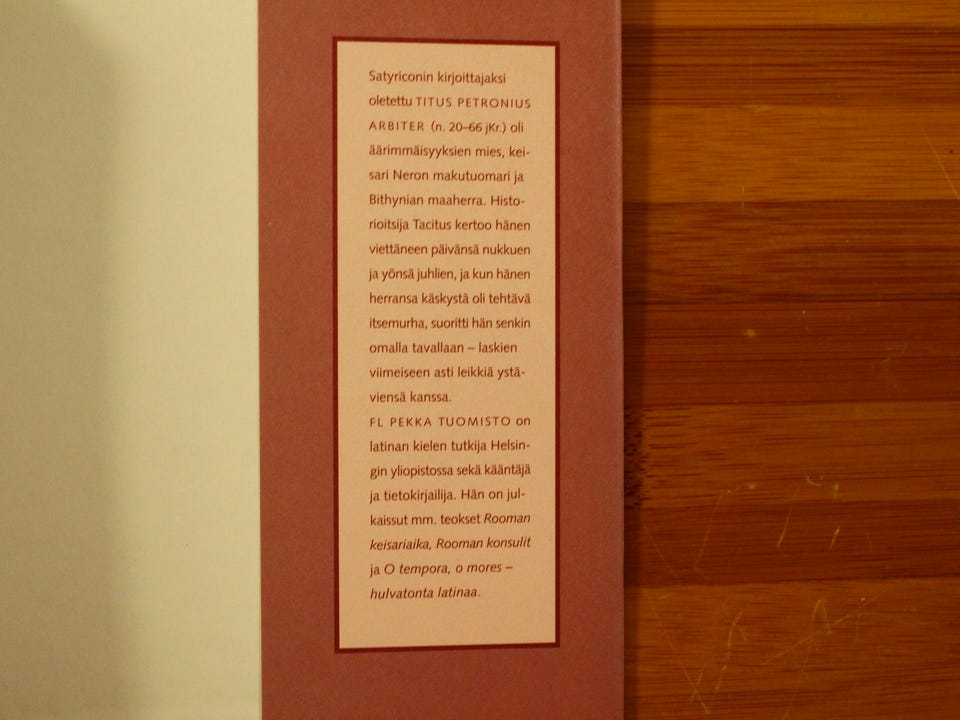 Satyriconin kirjoittajaksi
oletettu TITUS PETRONIUS
ARBITER (n. 20–66 jKr.) oli
äärimmäisyyksien mies, kei-
sari Neron makutuomari ja
Bithynian maaherra. Histo-
rioitsija Tacitus kertoo hänen
viettäneen päivänsä nukkuen
ja yönsä juhlien, ja kun hänen
herransa käskystä oli tehtävä
itsemurha, suoritti hän senkin
omalla tavallaan – laskien
viimeiseen asti leikkiä ystä-
viensä kanssa.
FL PEKKA TUOMISTO on
latinan kielen tutkija Helsin-
gin yliopistossa sekä kääntäjä
ja tietokirjailija. Hän on jul-
kaissut mm. teokset Rooman
keisariaika, Rooman konsulit
ja O tempora, o mores –
hulvatonta latinaa.